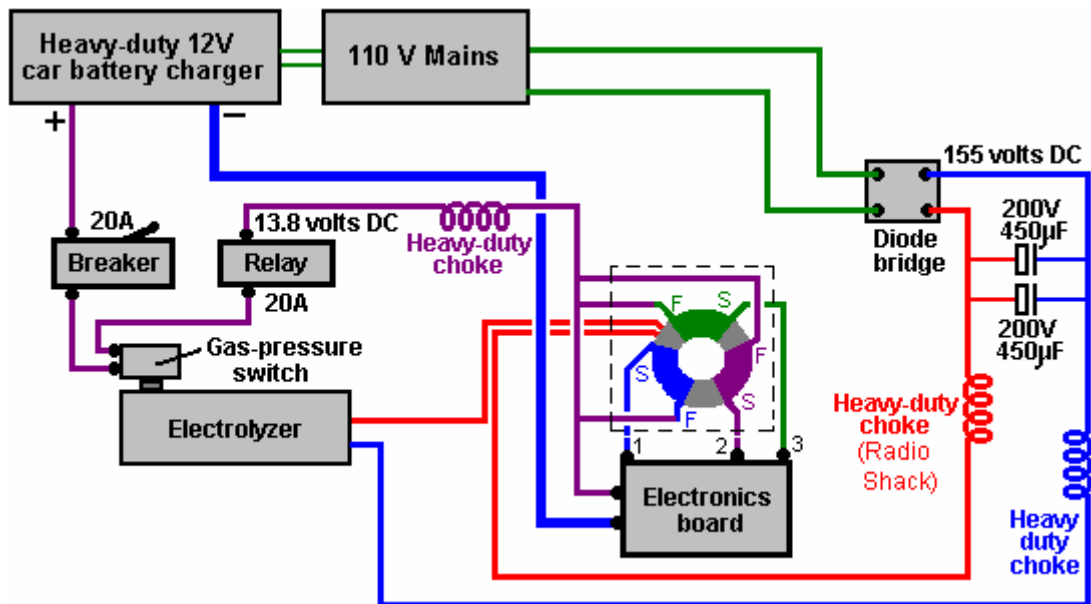 Heavy-duty 12V
car battery charger
110 V Mains
+
−
155 volts DC
20A
13.8 volts DC
Heavy-duty
choke
200V
450µF
Breaker
Relay
Diode
bridge
20A
F
S
200V
450µF
Gas-pressure
switch
S
F
S
F
Heavy-duty
choke
(Radio
Shack)
Electrolyzer
1
2
3
Electronics
board
Heavy
duty
choke